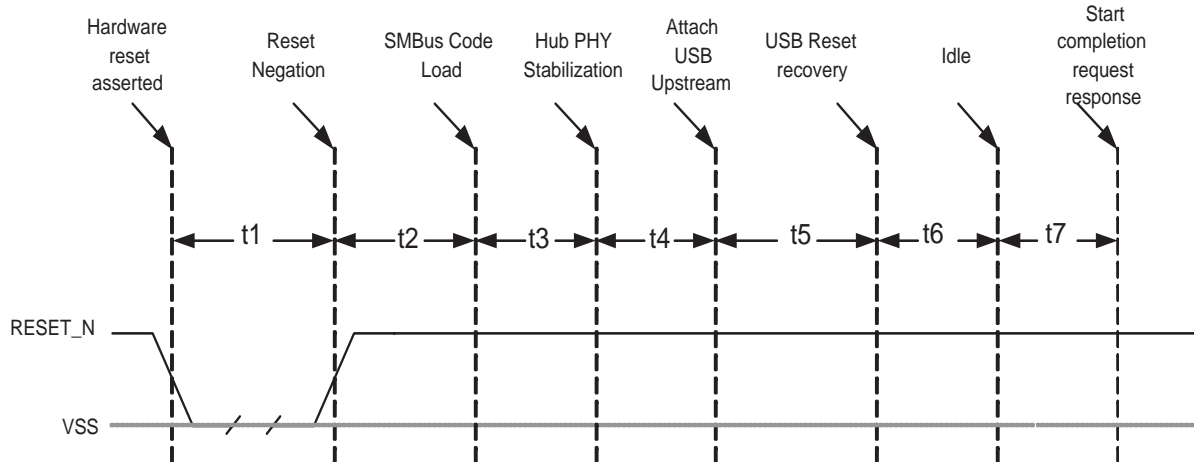 Hardware
reset
asserted
Reset
Negation
SMBus Code
Load
Hub PHY
Stabilization
Attach
USB
Upstream
USB Reset
recovery
Idle
Start
completion
request
response
t1
t2
t3
t4
t5
t6
t7
RESET_N
VSS